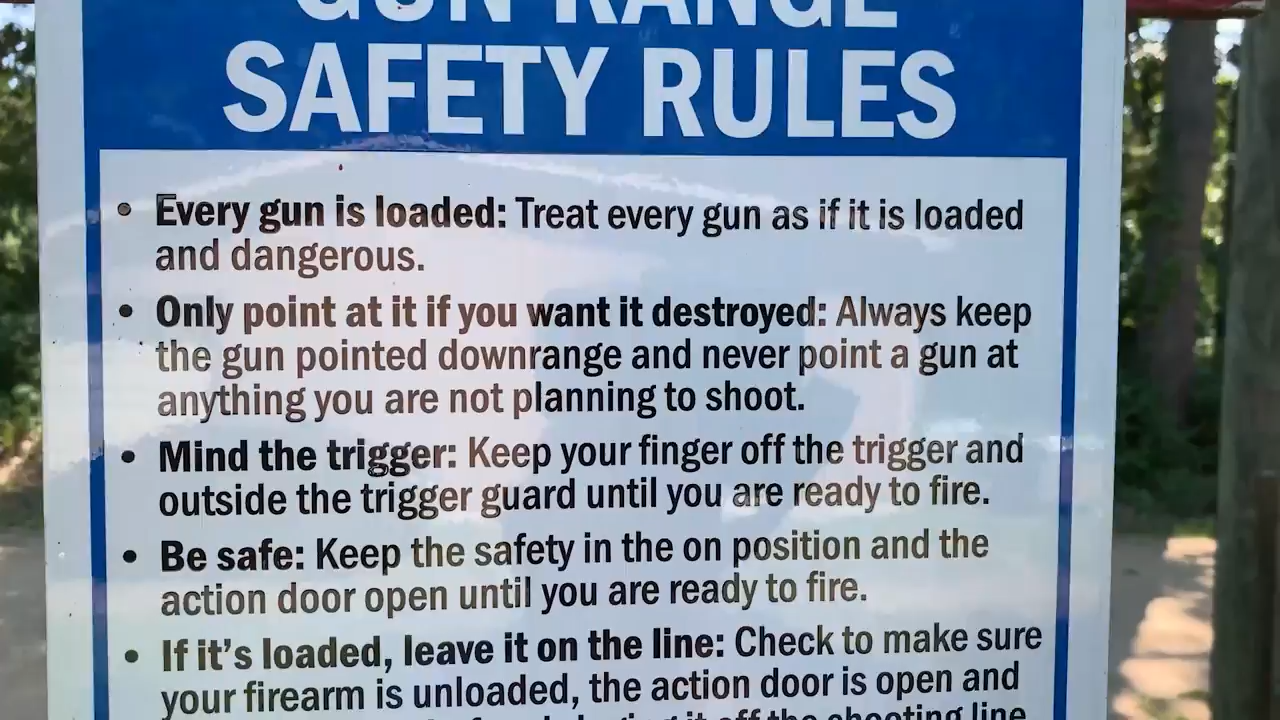 GUN RANGE
SAFETY RULES
• Every gun is loaded: Treat every gun as if it is loaded
and dangerous.
• Only point at it if you want it destroyed: Always keep
the gun pointed downrange and never point a gun at
anything you are not planning to shoot.
• Mind the trigger: Keep your finger off the trigger and
outside the trigger guard until you are ready to fire.
• Be safe: Keep the safety in the on position and the
action door open until you are ready to fire.
• If it's loaded, leave it on the line: Check to make sure
your firearm is unloaded, the action door is open and
it off the shooting line